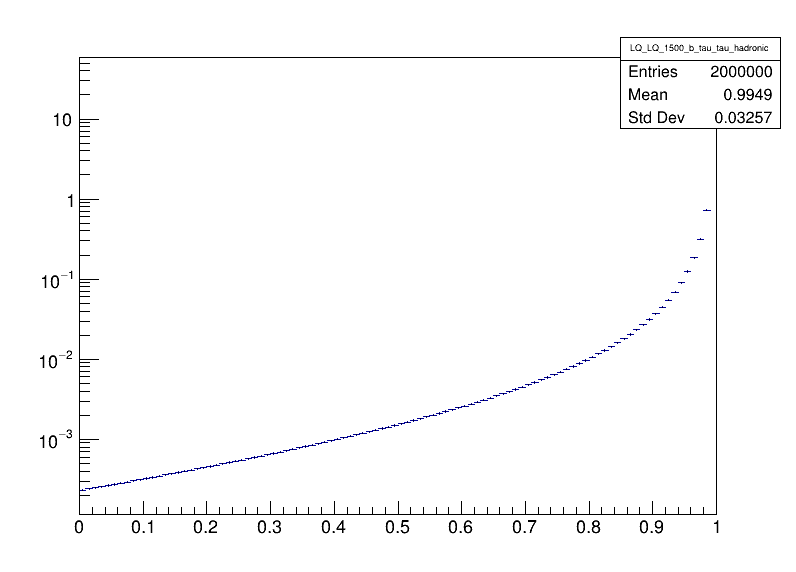 LQ_LQ_1500_b_tau_tau_hadronic
Entries 2000000
Mean 0.9949
Std Dev 0.03257
10
1
10−1
10−2
10−3
0 0.1 0.2 0.3 0.4 0.5 0.6 0.7 0.8 0.9 1